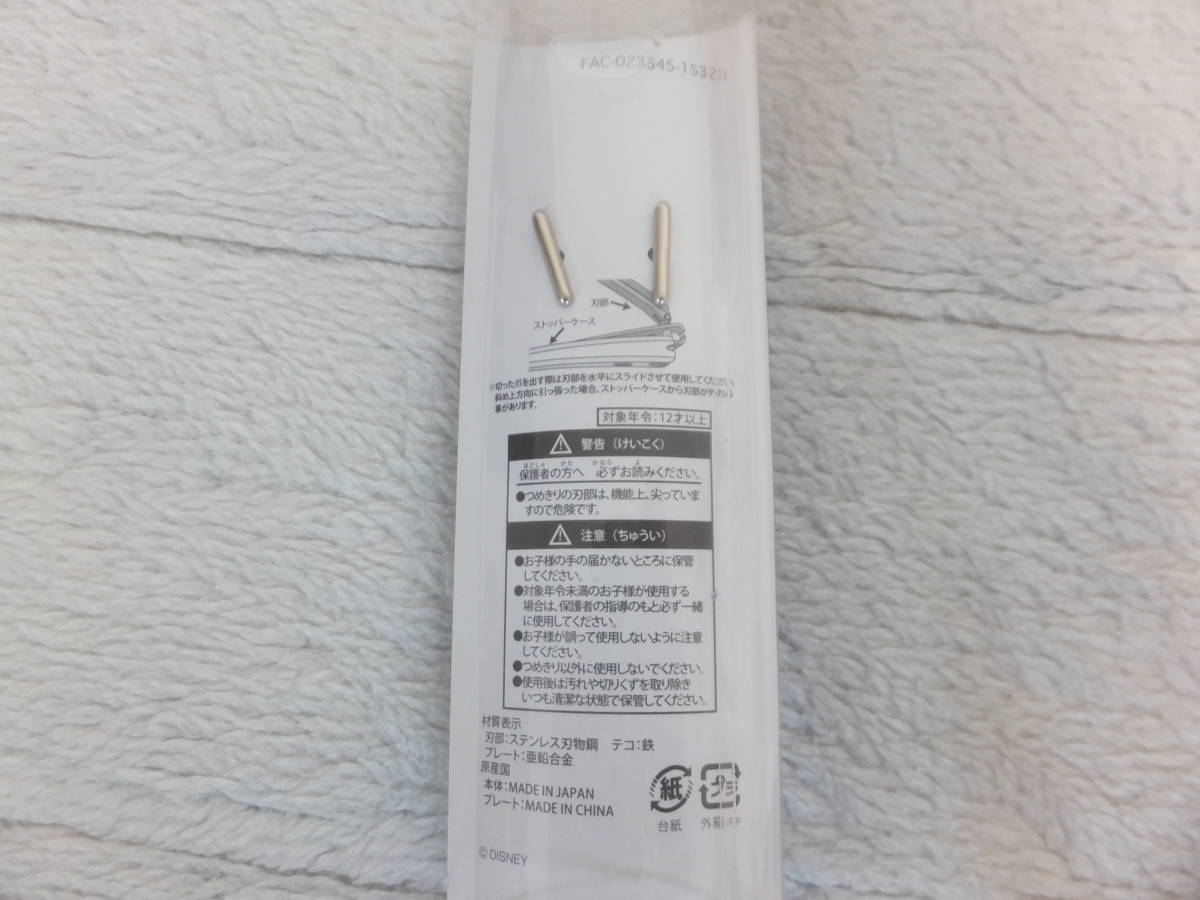 FAC-023545-15323
刃部
ストッパーケース
※切った爪を出す際は刃部を水平にスライドさせて使用してください。
斜め上方向に引っ張った場合、ストッパーケースから刃部が
事があります。
対象年令:12才以上
警告(けいこく)
ほごしゃ かた かなら よ
保護者の方へ 必ずお読みください。
●つめきりの刃部は、機能上、尖っていま
すので危険です。
注意(ちゅうい)
●お子様の手の届かないところに保管
してください。
●対象年令未満のお子様が使用する
場合は、保護者の指導のもと必ず一緒
に使用してください。
●お子様が誤って使用しないように注意
してください。
●つめきり以外に使用しないでください。
●使用後は汚れや切りくずを取り除き
いつも清潔な状態で保管してください。
材質表示
刃部:ステンレス刃物鋼 テコ:鉄
プレート:亜鉛合金
原産国
本体:MADE IN JAPAN
プレート:MADE IN CHINA
紙 プラ
台紙 外装 PP
©DISNEY